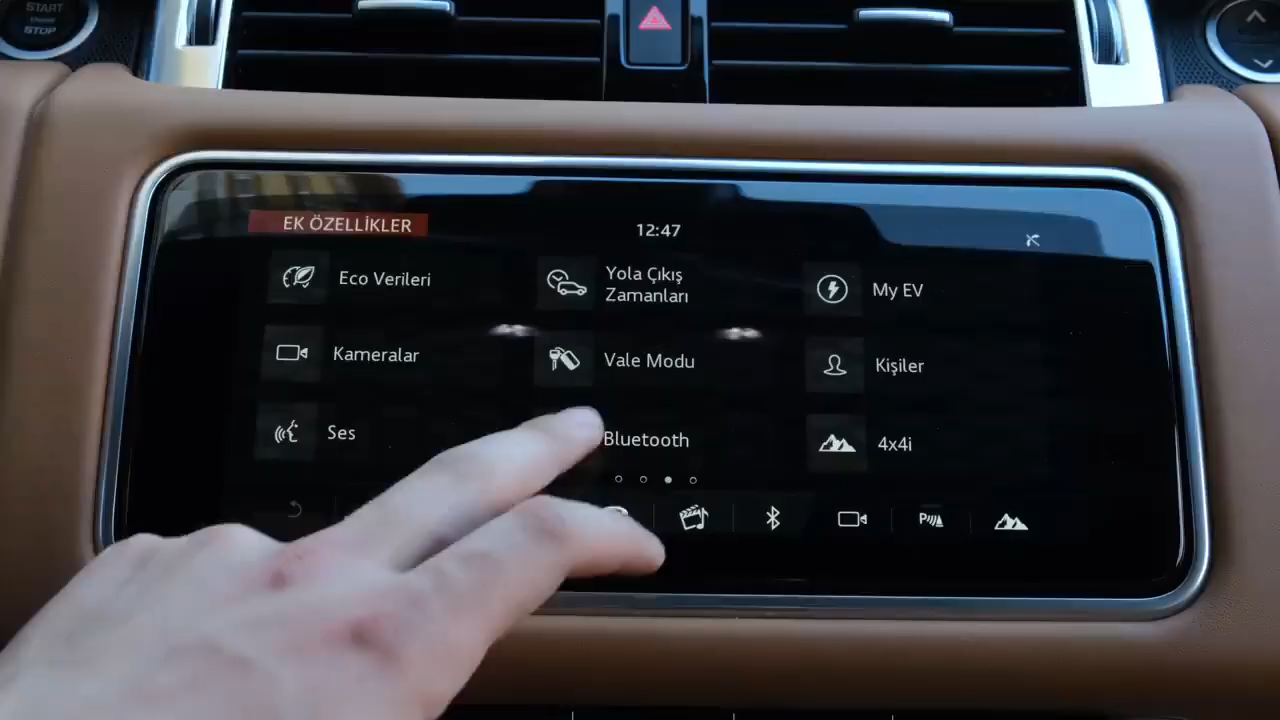 START
STOP
EK ÖZELLİKLER
12:47
Eco Verileri
Yola Çıkış
Zamanları
My EV
Kameralar
Vale Modu
Kişiler
Ses
Bluetooth
4x4i
P